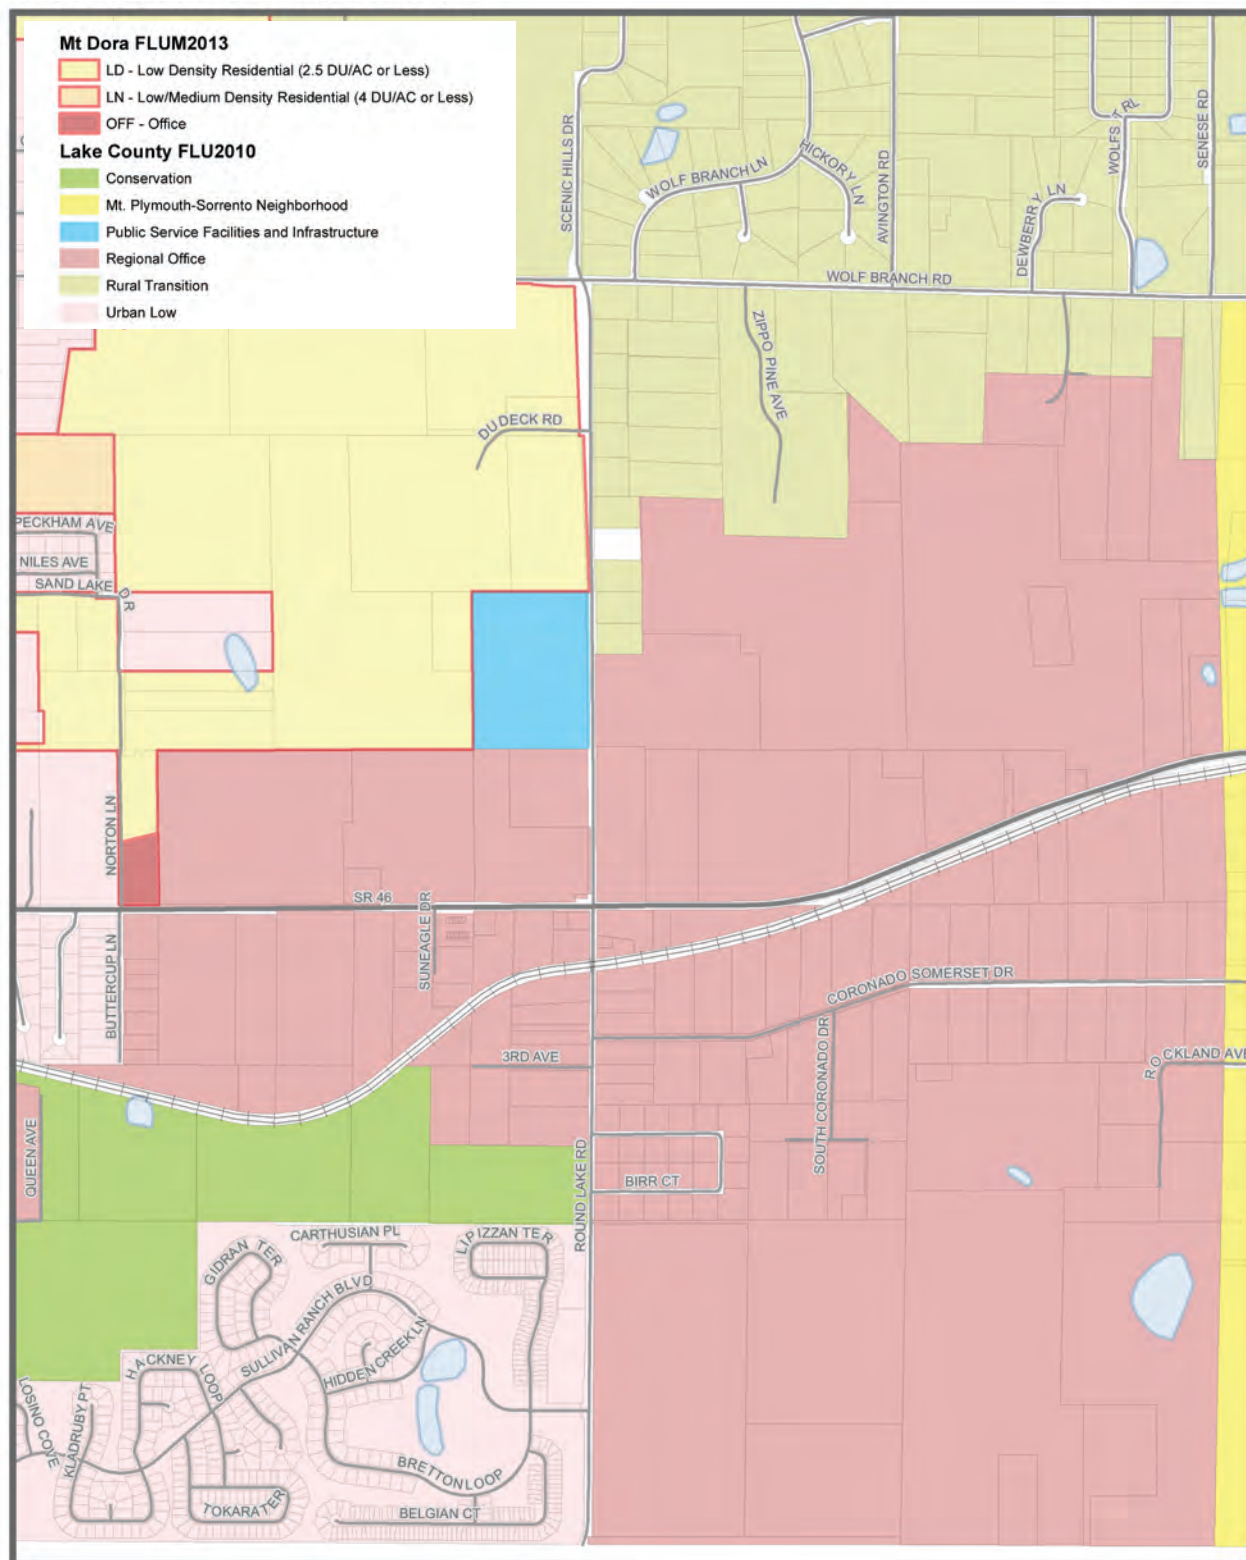 Mt Dora FLUM2013
LD - Low Density Residential (2.5 DU/AC or Less)
LN - Low/Medium Density Residential (4 DU/AC or Less)
OFF - Office
Lake County FLU2010
Conservation
Mt. Plymouth-Sorrento Neighborhood
Public Service Facilities and Infrastructure
Regional Office
Rural Transition
Urban Low
SCENIC HILLS DR
WOLF BRANCH LN
HICKORY LN
AVINGTON RD
WOLFS TRL
SENESE RD
DEWBERRY LN
WOLF BRANCH RD
ZIPPO PINE AVE
DUDECK RD
PECKHAM AVE
NILES AVE
SAND LAKE DR
NORTON LN
SR 46
SUNEAGLE DR
BUTTERCUP LN
CORONADO SOMERSET DR
3RD AVE
SOUTH CORONADO DR
ROCKLAND AVE
QUEEN AVE
ROUND LAKE RD
BIRR CT
CARTHUSIAN PL
LIPIZZAN TER
GIDRAN TER
SULLIVAN RANCH BLVD
HIDDEN CREEK LN
HACKNEY LOOP
LOSINO COVE
KLADRUBY PT
BRETTON LOOP
TOKARA TER
BELGIAN CT